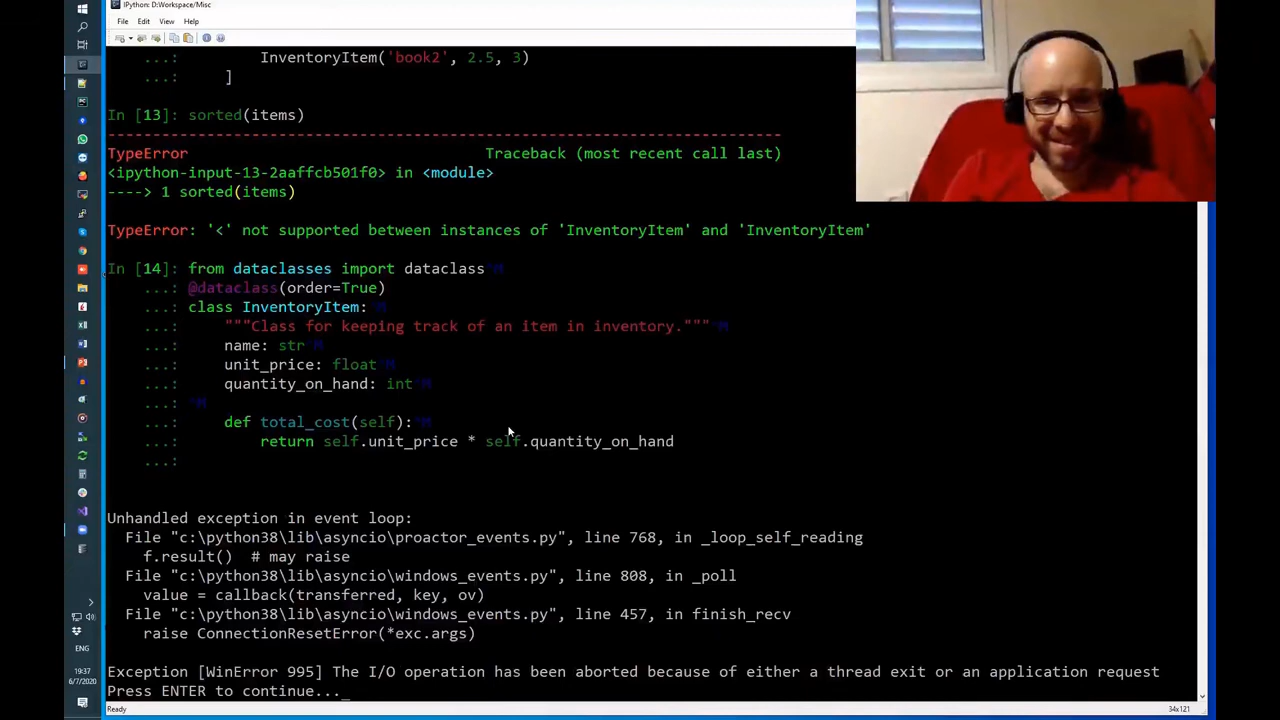 IPython: D:Workspace/Misc
File Edit View Help
...: InventoryItem('book2', 2.5, 3)
...: ]
In [13]: sorted(items)
---------------------------------------------------------------------------
TypeError Traceback (most recent call last)
<ipython-input-13-2aaffcb501f0> in <module>
----> 1 sorted(items)
TypeError: '<' not supported between instances of 'InventoryItem' and 'InventoryItem'
In [14]: from dataclasses import dataclass^M
...: @dataclass(order=True)
...: class InventoryItem:^M
...: """Class for keeping track of an item in inventory."""^M
...: name: str^M
...: unit_price: float^M
...: quantity_on_hand: int^M
...: ^M
...: def total_cost(self):^M
...: return self.unit_price * self.quantity_on_hand
...:
Unhandled exception in event loop:
File "c:\python38\lib\asyncio\proactor_events.py", line 768, in _loop_self_reading
f.result() # may raise
File "c:\python38\lib\asyncio\windows_events.py", line 808, in _poll
value = callback(transferred, key, ov)
File "c:\python38\lib\asyncio\windows_events.py", line 457, in finish_recv
raise ConnectionResetError(*exc.args)
Exception [WinError 995] The I/O operation has been aborted because of either a thread exit or an application request
Press ENTER to continue..._
Ready 34x121
ENG
19:37
6/7/2020